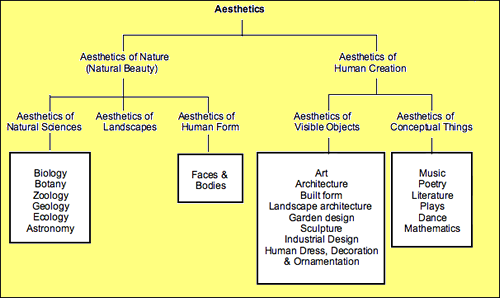 Aesthetics
Aesthetics of Nature
(Natural Beauty)
Aesthetics of
Human Creation
Aesthetics of
Natural Sciences
Aesthetics of
Landscapes
Aesthetics of
Human Form
Aesthetics of
Visible Objects
Aesthetics of
Conceptual Things
Biology
Botany
Zoology
Geology
Ecology
Astronomy
Faces &
Bodies
Art
Architecture
Built form
Landscape architecture
Garden design
Sculpture
Industrial Design
Human Dress, Decoration
& Ornamentation
Music
Poetry
Literature
Plays
Dance
Mathematics